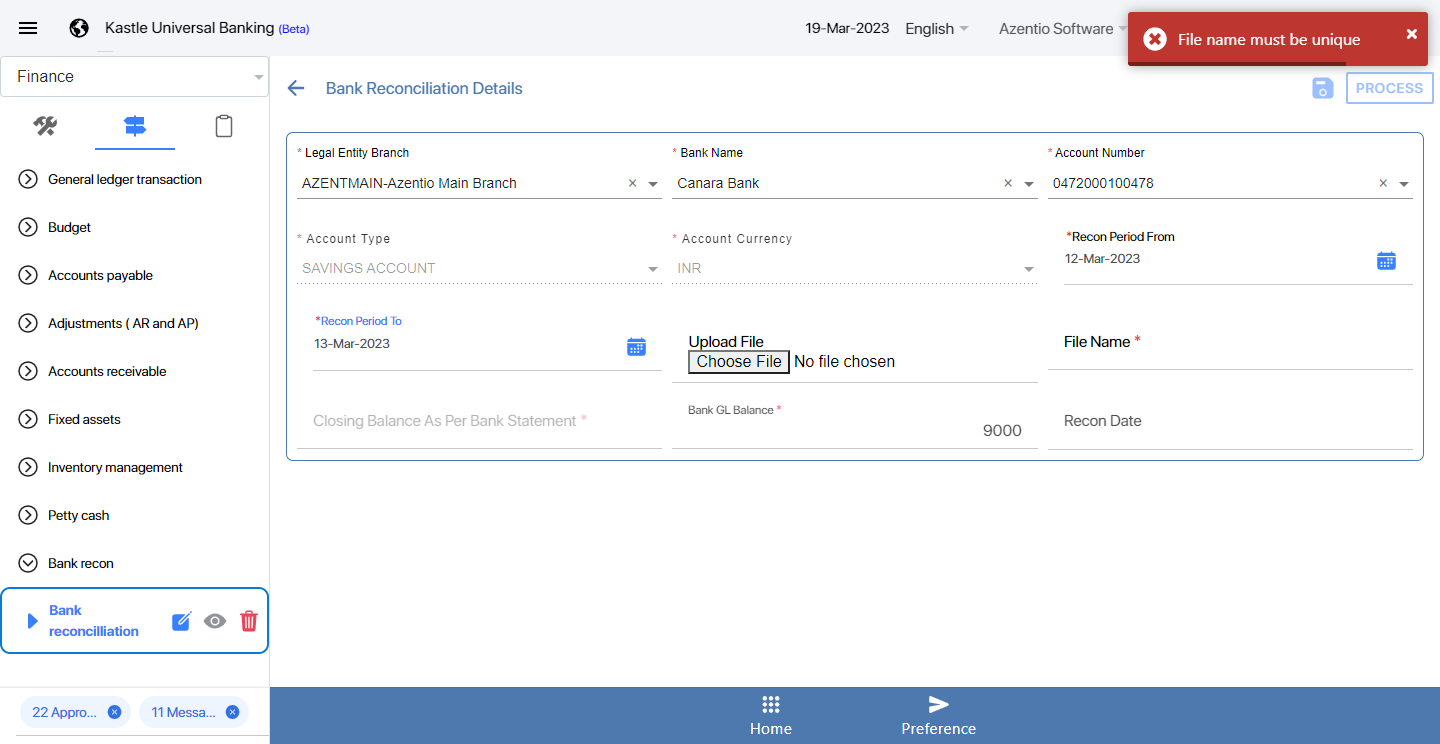 Kastle Universal Banking (Beta)
19-Mar-2023
English
Azentio Software
File name must be unique
Finance
Bank Reconciliation Details
PROCESS
* Legal Entity Branch
* Bank Name
* Account Number
AZENTMAIN-Azentio Main Branch
Canara Bank
0472000100478
* Account Type
* Account Currency
*Recon Period From
SAVINGS ACCOUNT
INR
12-Mar-2023
*Recon Period To
13-Mar-2023
Upload File
Choose File No file chosen
File Name *
Closing Balance As Per Bank Statement *
Bank GL Balance *
9000
Recon Date
General ledger transaction
Budget
Accounts payable
Adjustments ( AR and AP)
Accounts receivable
Fixed assets
Inventory management
Petty cash
Bank recon
Bank
reconcilliation
22 Appro...
11 Messa...
Home
Preference